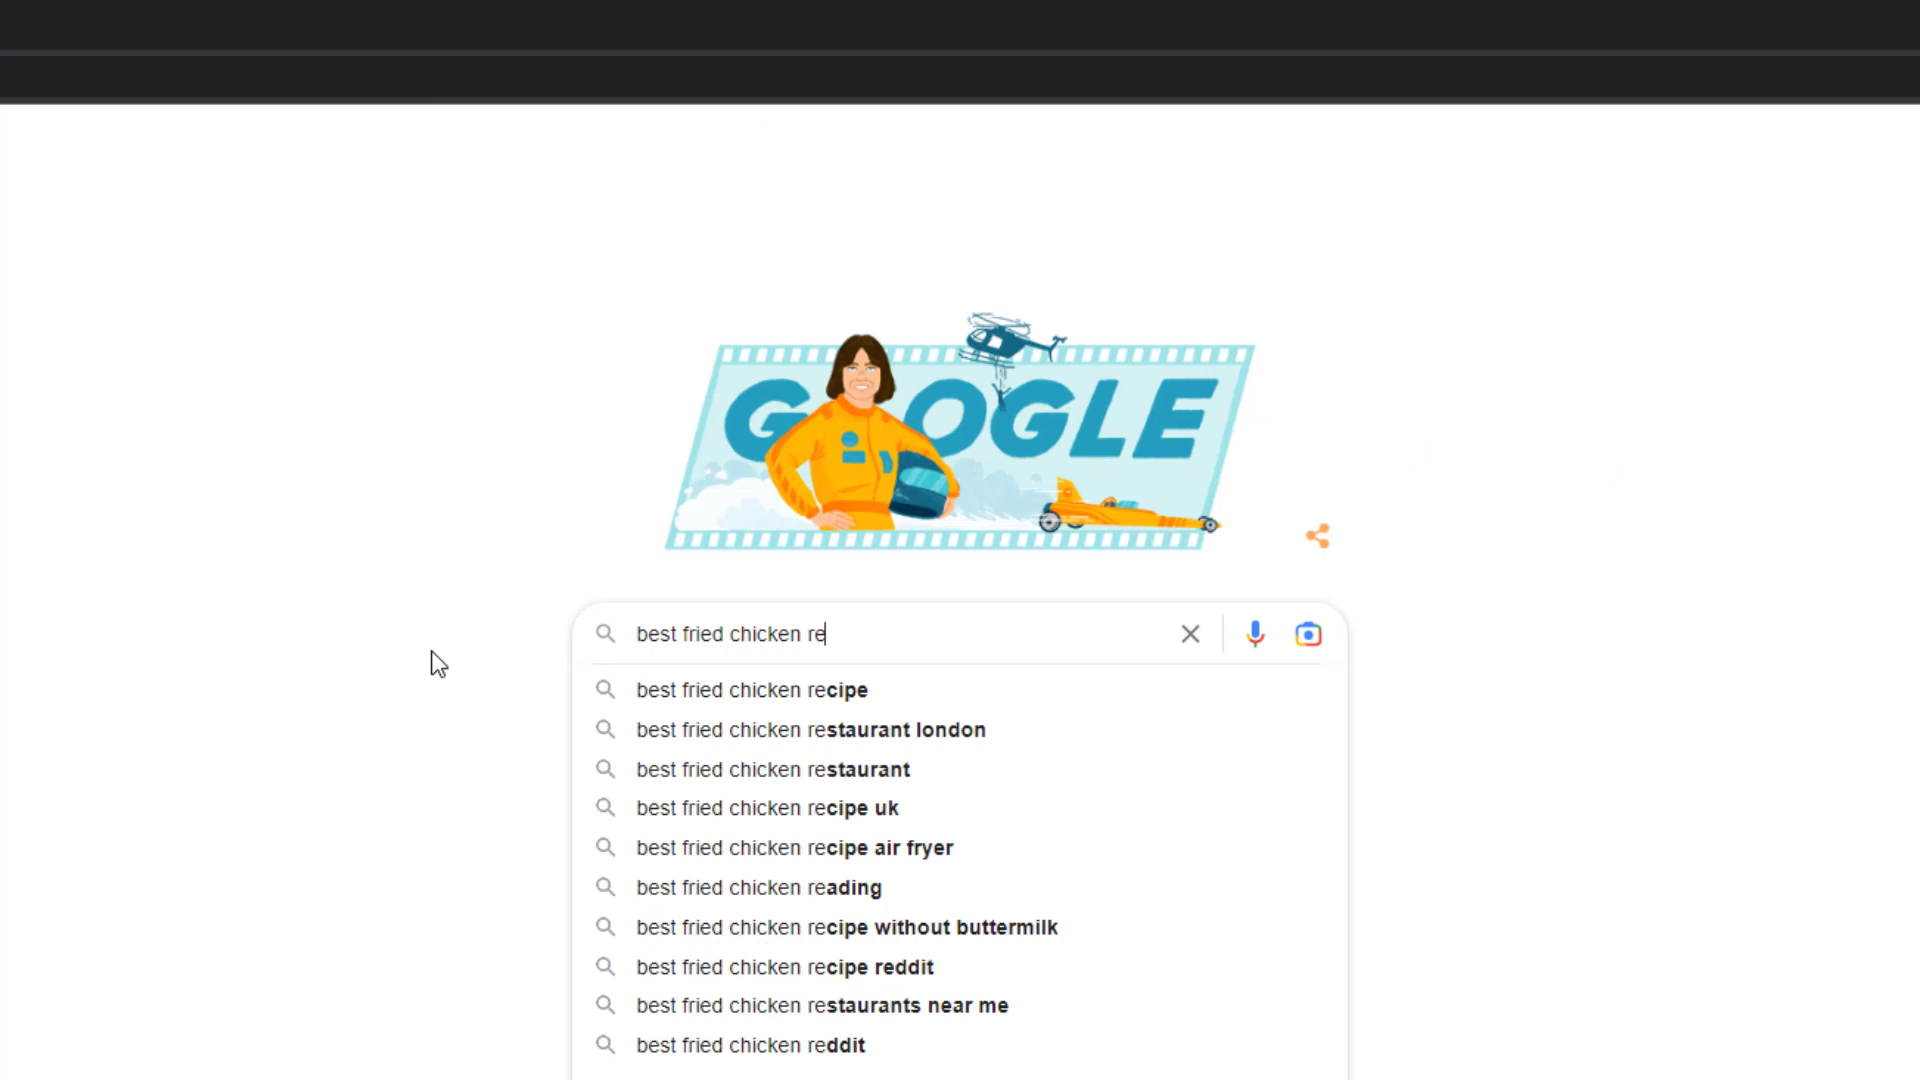 GOOGLE
best fried chicken re
best fried chicken recipe
best fried chicken restaurant london
best fried chicken restaurant
best fried chicken recipe uk
best fried chicken recipe air fryer
best fried chicken reading
best fried chicken recipe without buttermilk
best fried chicken recipe reddit
best fried chicken restaurants near me
best fried chicken reddit